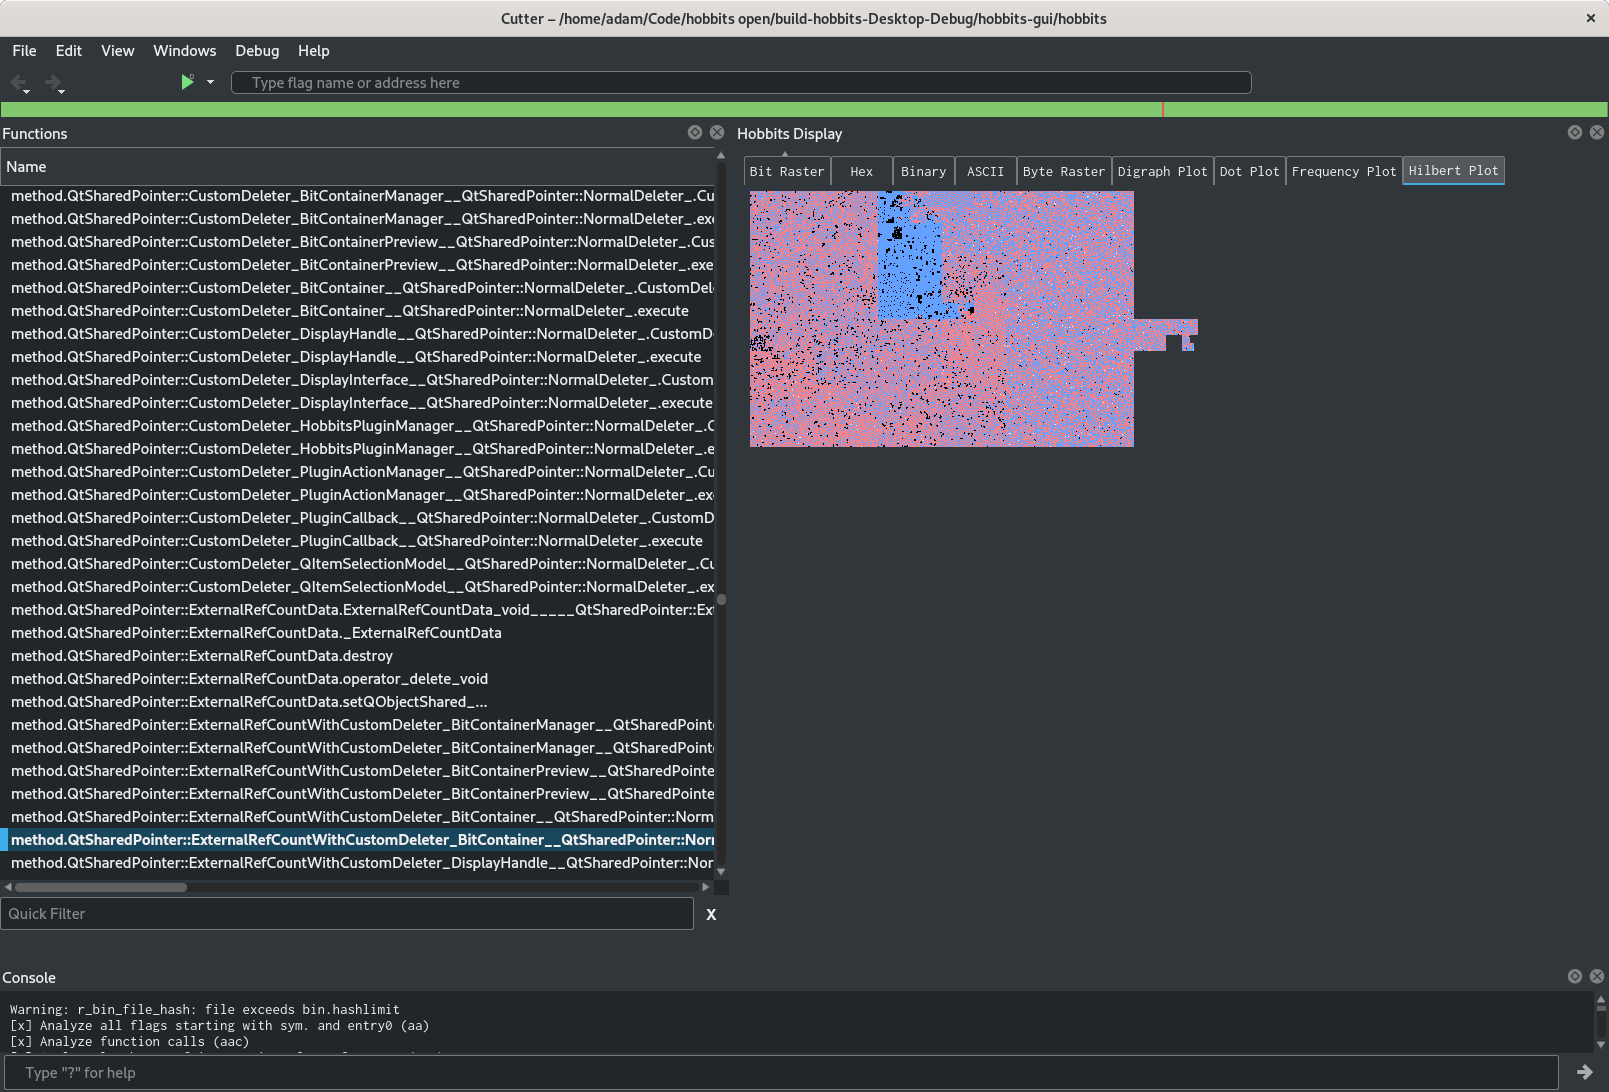 Cutter – /home/adam/Code/hobbits open/build-hobbits-Desktop-Debug/hobbits-gui/hobbits
File Edit View Windows Debug Help
Type flag name or address here
Functions
Name
method.QtSharedPointer::CustomDeleter_BitContainerManager__QtSharedPointer::NormalDeleter_.Cu
method.QtSharedPointer::CustomDeleter_BitContainerManager__QtSharedPointer::NormalDeleter_.exe
method.QtSharedPointer::CustomDeleter_BitContainerPreview__QtSharedPointer::NormalDeleter_.Cus
method.QtSharedPointer::CustomDeleter_BitContainerPreview__QtSharedPointer::NormalDeleter_.exe
method.QtSharedPointer::CustomDeleter_BitContainer__QtSharedPointer::NormalDeleter_.CustomDel
method.QtSharedPointer::CustomDeleter_BitContainer__QtSharedPointer::NormalDeleter_.execute
method.QtSharedPointer::CustomDeleter_DisplayHandle__QtSharedPointer::NormalDeleter_.CustomD
method.QtSharedPointer::CustomDeleter_DisplayHandle__QtSharedPointer::NormalDeleter_.execute
method.QtSharedPointer::CustomDeleter_DisplayInterface__QtSharedPointer::NormalDeleter_.Custom
method.QtSharedPointer::CustomDeleter_DisplayInterface__QtSharedPointer::NormalDeleter_.execute
method.QtSharedPointer::CustomDeleter_HobbitsPluginManager__QtSharedPointer::NormalDeleter_.C
method.QtSharedPointer::CustomDeleter_HobbitsPluginManager__QtSharedPointer::NormalDeleter_.e
method.QtSharedPointer::CustomDeleter_PluginActionManager__QtSharedPointer::NormalDeleter_.Cu
method.QtSharedPointer::CustomDeleter_PluginActionManager__QtSharedPointer::NormalDeleter_.exe
method.QtSharedPointer::CustomDeleter_PluginCallback__QtSharedPointer::NormalDeleter_.CustomD
method.QtSharedPointer::CustomDeleter_PluginCallback__QtSharedPointer::NormalDeleter_.execute
method.QtSharedPointer::CustomDeleter_QItemSelectionModel__QtSharedPointer::NormalDeleter_.Cu
method.QtSharedPointer::CustomDeleter_QItemSelectionModel__QtSharedPointer::NormalDeleter_.ex
method.QtSharedPointer::ExternalRefCountData.ExternalRefCountData_void_____QtSharedPointer::Ext
method.QtSharedPointer::ExternalRefCountData._ExternalRefCountData
method.QtSharedPointer::ExternalRefCountData.destroy
method.QtSharedPointer::ExternalRefCountData.operator_delete_void
method.QtSharedPointer::ExternalRefCountData.setQObjectShared_...
method.QtSharedPointer::ExternalRefCountWithCustomDeleter_BitContainerManager__QtSharedPoint
method.QtSharedPointer::ExternalRefCountWithCustomDeleter_BitContainerManager__QtSharedPoint
method.QtSharedPointer::ExternalRefCountWithCustomDeleter_BitContainerPreview__QtSharedPointe
method.QtSharedPointer::ExternalRefCountWithCustomDeleter_BitContainerPreview__QtSharedPointe
method.QtSharedPointer::ExternalRefCountWithCustomDeleter_BitContainer__QtSharedPointer::Norm
method.QtSharedPointer::ExternalRefCountWithCustomDeleter_BitContainer__QtSharedPointer::Norm
method.QtSharedPointer::ExternalRefCountWithCustomDeleter_DisplayHandle__QtSharedPointer::Nor
Quick Filter X
Hobbits Display
Bit Raster Hex Binary ASCII Byte Raster Digraph Plot Dot Plot Frequency Plot Hilbert Plot
Console
Warning: r_bin_file_hash: file exceeds bin.hashlimit
[x] Analyze all flags starting with sym. and entry0 (aa)
[x] Analyze function calls (aac)
Type "?" for help